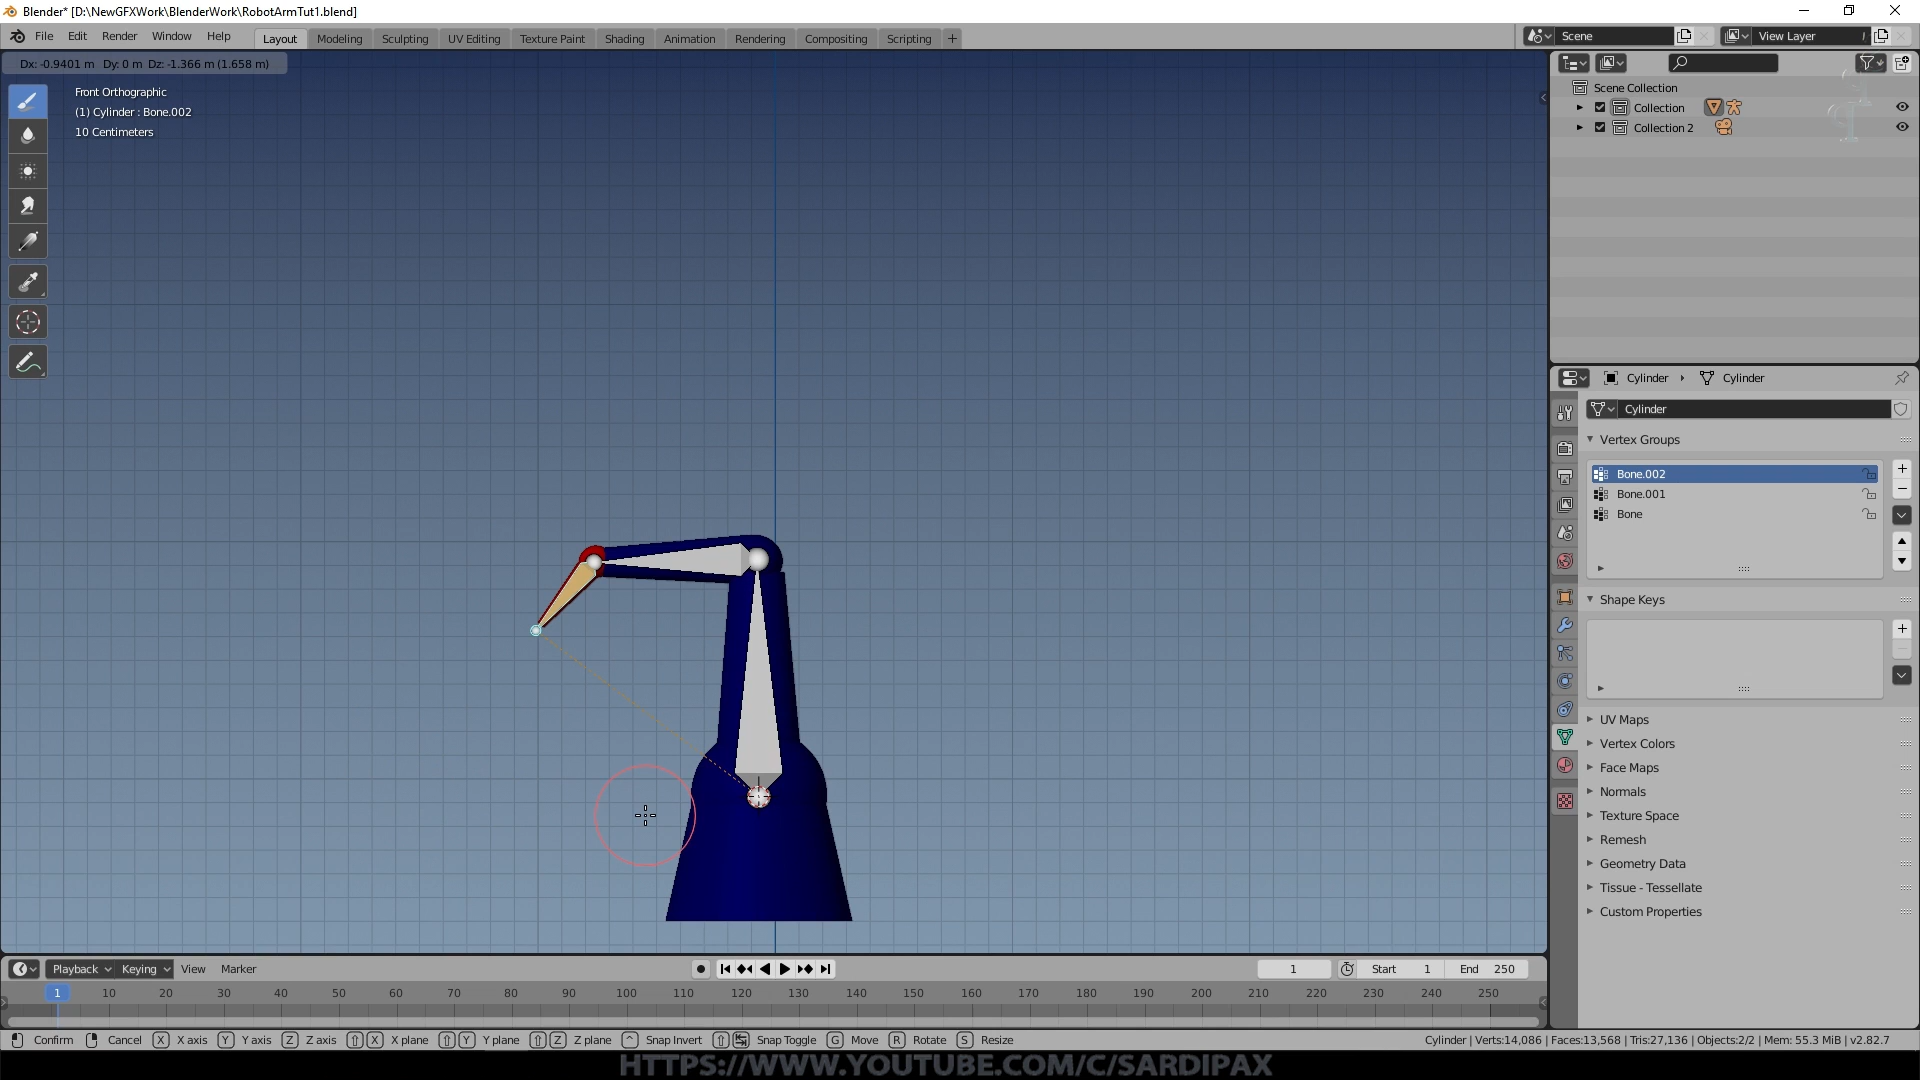 Blender* [D:\NewGFXWork\BlenderWork\RobotArmTut1.blend]
File Edit Render Window Help Layout Modeling Sculpting UV Editing Texture Paint Shading Animation Rendering Compositing Scripting + Scene View Layer
Dx: -0.9401 m Dy: 0 m Dz: -1.366 m (1.658 m)
Front Orthographic
(1) Cylinder : Bone.002
10 Centimeters
Scene Collection
Collection
Collection 2
Cylinder › Cylinder
Cylinder
Vertex Groups
Bone.002
Bone.001
Bone
Shape Keys
UV Maps
Vertex Colors
Face Maps
Normals
Texture Space
Remesh
Geometry Data
Tissue - Tessellate
Custom Properties
Playback Keying View Marker 1 Start 1 End 250
1 10 20 30 40 50 60 70 80 90 100 110 120 130 140 150 160 170 180 190 200 210 220 230 240 250
Confirm Cancel X X axis Y Y axis Z Z axis X X plane Y Y plane Z Z plane ^ Snap Invert Snap Toggle G Move R Rotate S Resize Cylinder | Verts:14,086 | Faces:13,568 | Tris:27,136 | Objects:2/2 | Mem: 55.3 MiB | v2.82.7
HTTPS://WWW.YOUTUBE.COM/C/SARDIPAX